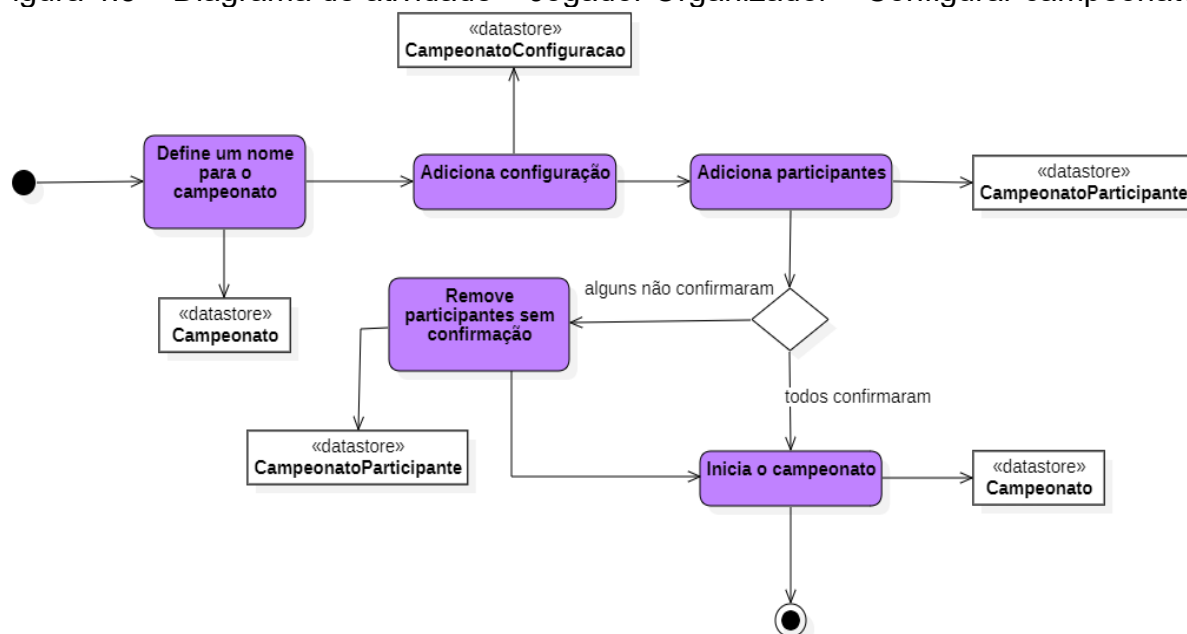 «datastore»
CampeonatoConfiguracao
Define um nome
para o
campeonato
Adiciona configuração
Adiciona participantes
«datastore»
CampeonatoParticipante
«datastore»
Campeonato
Remove
participantes sem
confirmação
alguns não confirmaram
todos confirmaram
«datastore»
CampeonatoParticipante
Inicia o campeonato
«datastore»
Campeonato